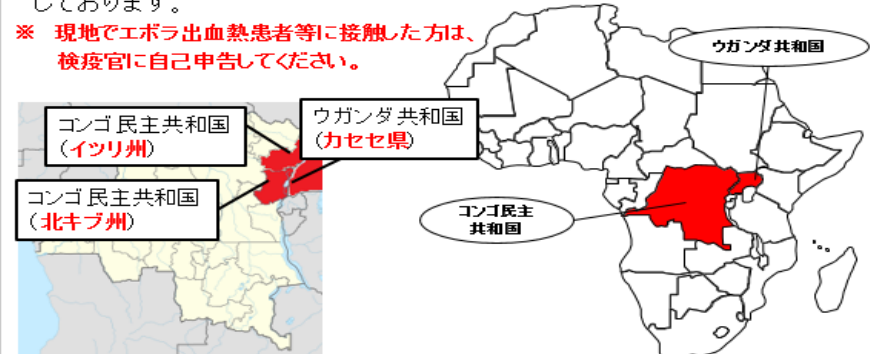 しております。
※ 現地でエボラ出血熱患者等に接触した方は、
検疫官に自己申告してください。
ウガンダ共和国
コンゴ民主共和国
(イツリ州)
ウガンダ共和国
(カセセ県)
コンゴ民主共和国
(北キブ州)
コンゴ民主
共和国